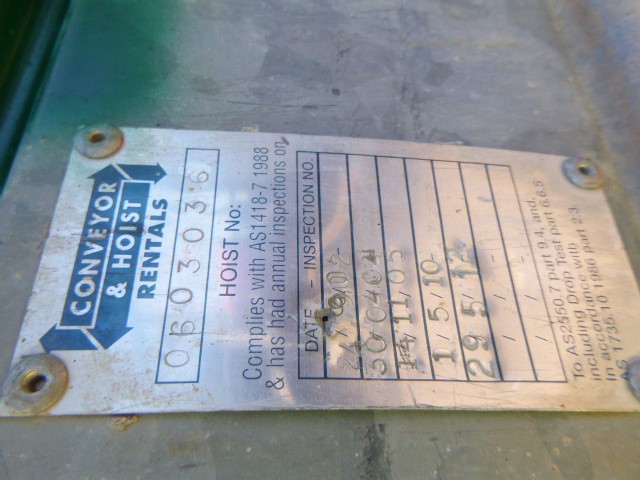 CONVEYOR
& HOIST
RENTALS
0603036
HOIST No:
Complies with AS1418-7 1988
& has had annual inspections on
DATE - INSPECTION NO.
30/04/04
11/05
1/5/10
29/5/12
/ /
/ /
To AS2550.7 part 9.4, and,
including Drop Test part 6.6.5
in accordance with
AS 1735.10 1986 part 2.3.